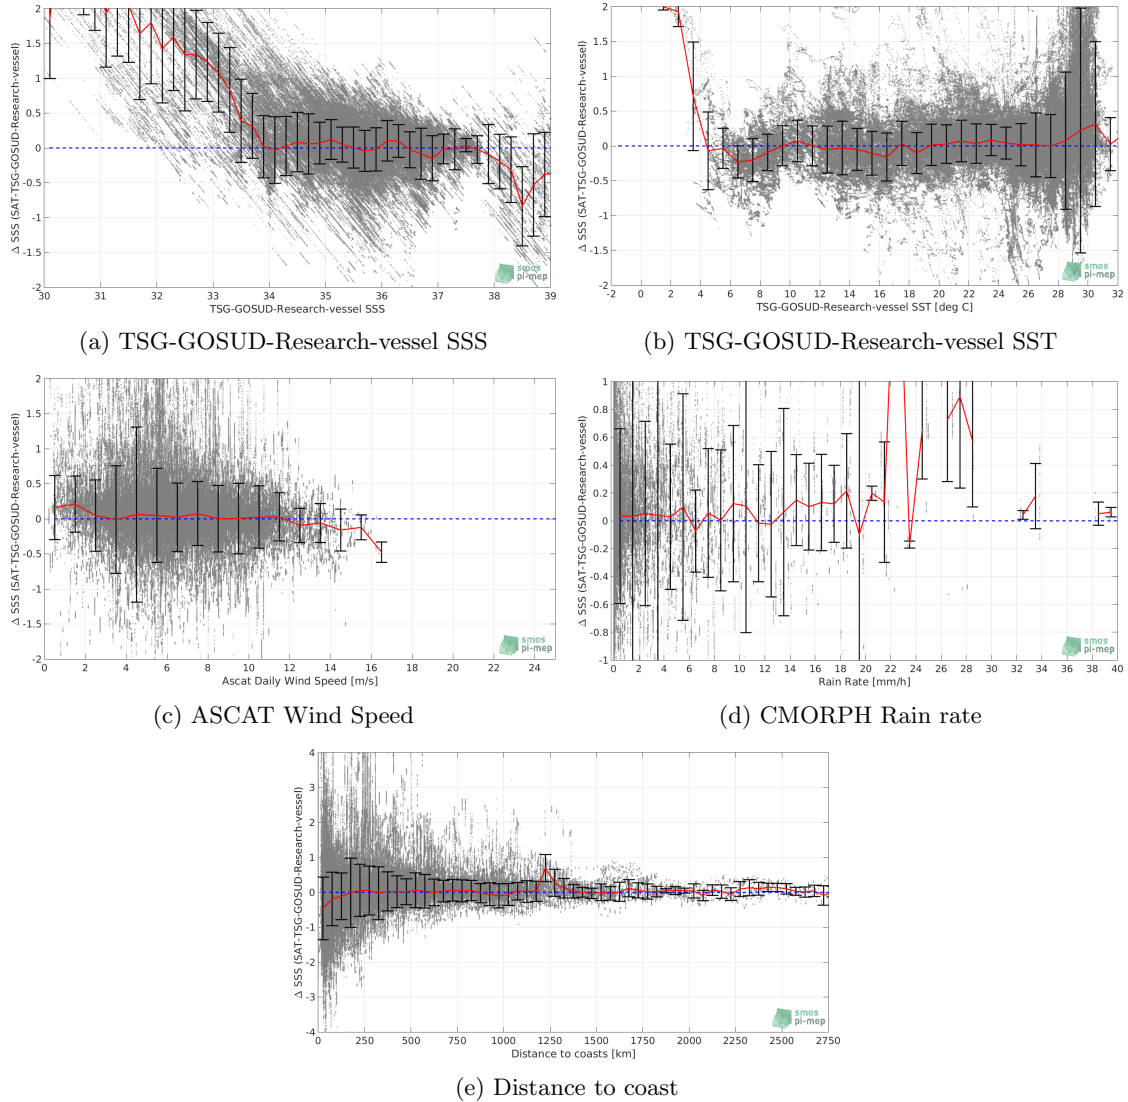 2
1.5
1
0.5
0
-0.5
-1
-1.5
-2
Δ SSS (SAT-TSG-GOSUD-Research-vessel)
30 31 32 33 34 35 36 37 38 39
TSG-GOSUD-Research-vessel SSS
smos
pi-mep
(a) TSG-GOSUD-Research-vessel SSS
2
1.5
1
0.5
0
-0.5
-1
-1.5
-2
Δ SSS (SAT-TSG-GOSUD-Research-vessel)
-2 0 2 4 6 8 10 12 14 16 18 20 22 24 26 28 30 32
TSG-GOSUD-Research-vessel SST [deg C]
smos
pi-mep
(b) TSG-GOSUD-Research-vessel SST
2
1.5
1
0.5
0
-0.5
-1
-1.5
-2
Δ SSS (SAT-TSG-GOSUD-Research-vessel)
0 2 4 6 8 10 12 14 16 18 20 22 24
Ascat Daily Wind Speed [m/s]
smos
pi-mep
(c) ASCAT Wind Speed
1
0.8
0.6
0.4
0.2
0
-0.2
-0.4
-0.6
-0.8
-1
Δ SSS (SAT-TSG-GOSUD-Research-vessel)
0 2 4 6 8 10 12 14 16 18 20 22 24 26 28 30 32 34 36 38 40
Rain Rate [mm/h]
smos
pi-mep
(d) CMORPH Rain rate
4
3
2
1
0
-1
-2
-3
-4
Δ SSS (SAT-TSG-GOSUD-Research-vessel)
0 250 500 750 1000 1250 1500 1750 2000 2250 2500 2750
Distance to coasts [km]
smos
pi-mep
(e) Distance to coast